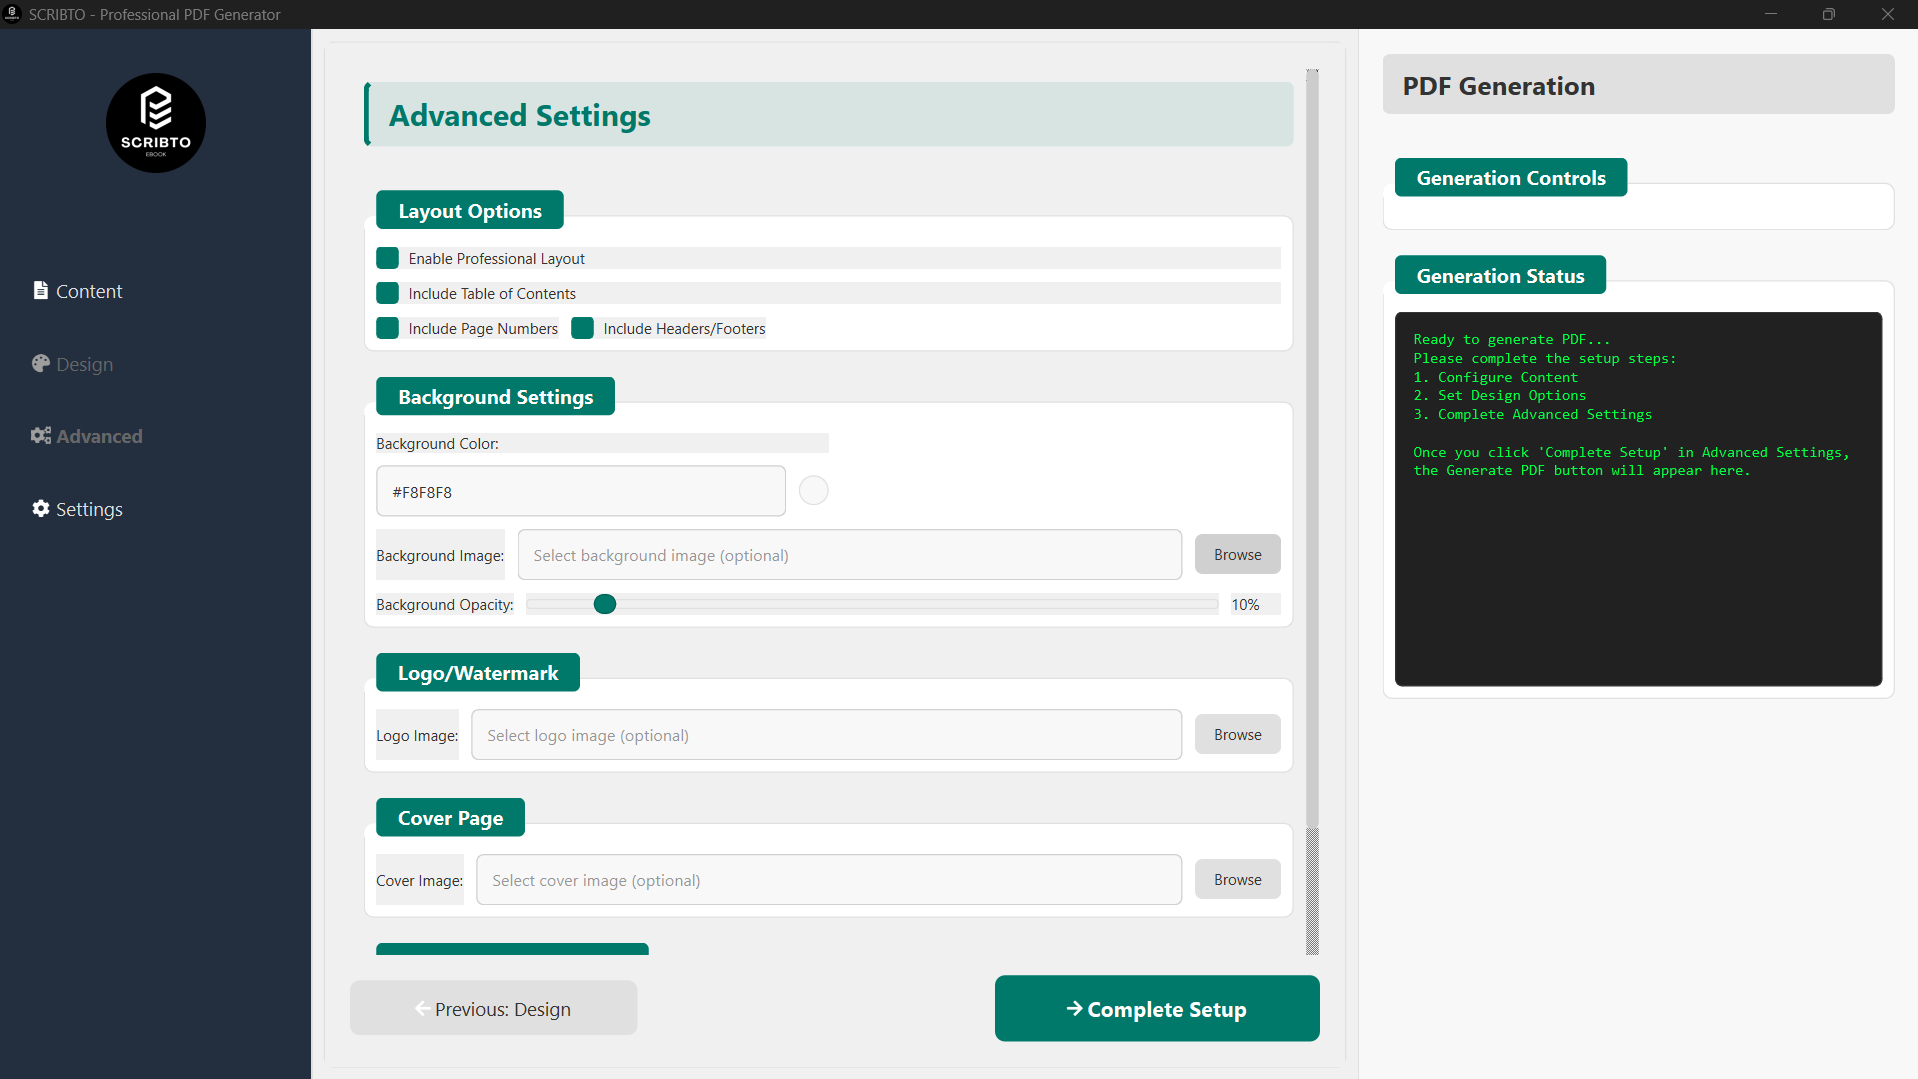 SCRIBTO - Professional PDF Generator
SCRIBTO
EBOOK
Content
Design
Advanced
Settings
Advanced Settings
Layout Options
Enable Professional Layout
Include Table of Contents
Include Page Numbers
Include Headers/Footers
Background Settings
Background Color:
#F8F8F8
Background Image:
Select background image (optional)
Browse
Background Opacity:
10%
Logo/Watermark
Logo Image:
Select logo image (optional)
Browse
Cover Page
Cover Image:
Select cover image (optional)
Browse
Previous: Design
Complete Setup
PDF Generation
Generation Controls
Generation Status
Ready to generate PDF...
Please complete the setup steps:
1. Configure Content
2. Set Design Options
3. Complete Advanced Settings
Once you click 'Complete Setup' in Advanced Settings,
the Generate PDF button will appear here.